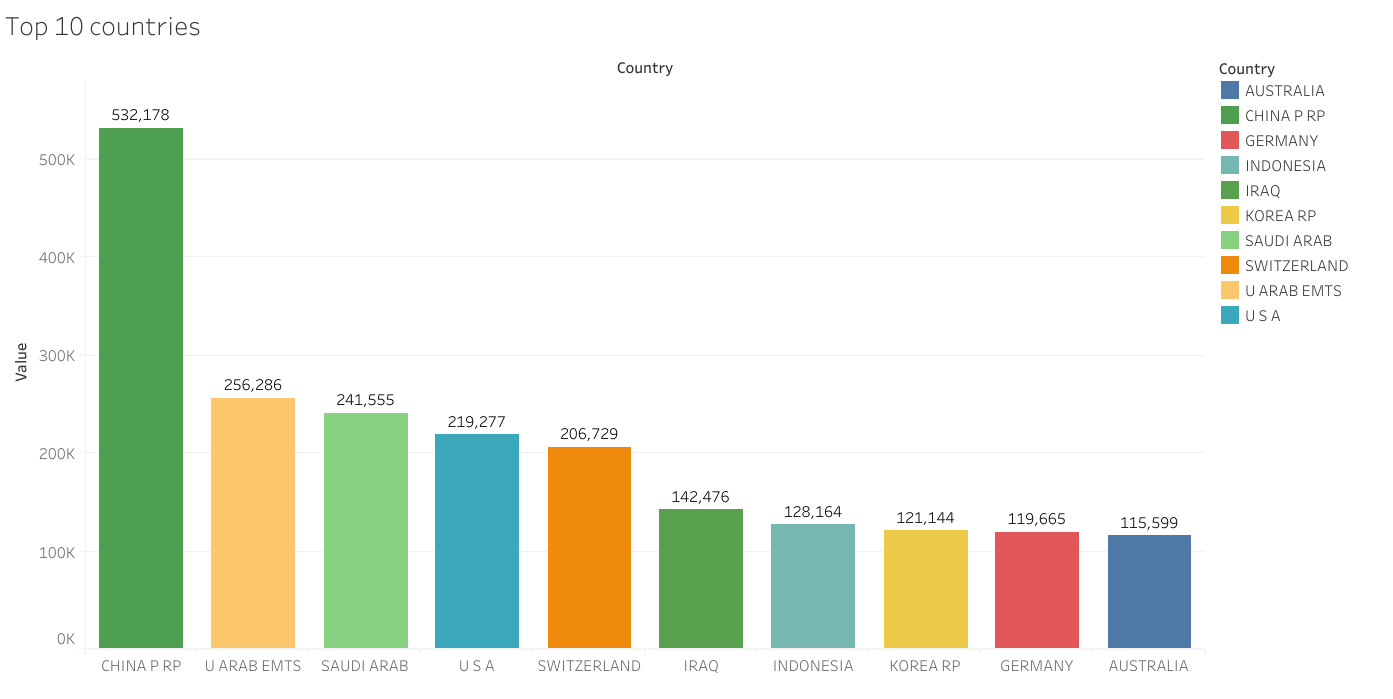 Top 10 countries
Country
532,178
256,286
241,555
219,277
206,729
142,476
128,164
121,144
119,665
115,599
500K
400K
300K
200K
100K
0K
Value
CHINA P RP
U ARAB EMTS
SAUDI ARAB
U S A
SWITZERLAND
IRAQ
INDONESIA
KOREA RP
GERMANY
AUSTRALIA
Country
AUSTRALIA
CHINA P RP
GERMANY
INDONESIA
IRAQ
KOREA RP
SAUDI ARAB
SWITZERLAND
U ARAB EMTS
U S A